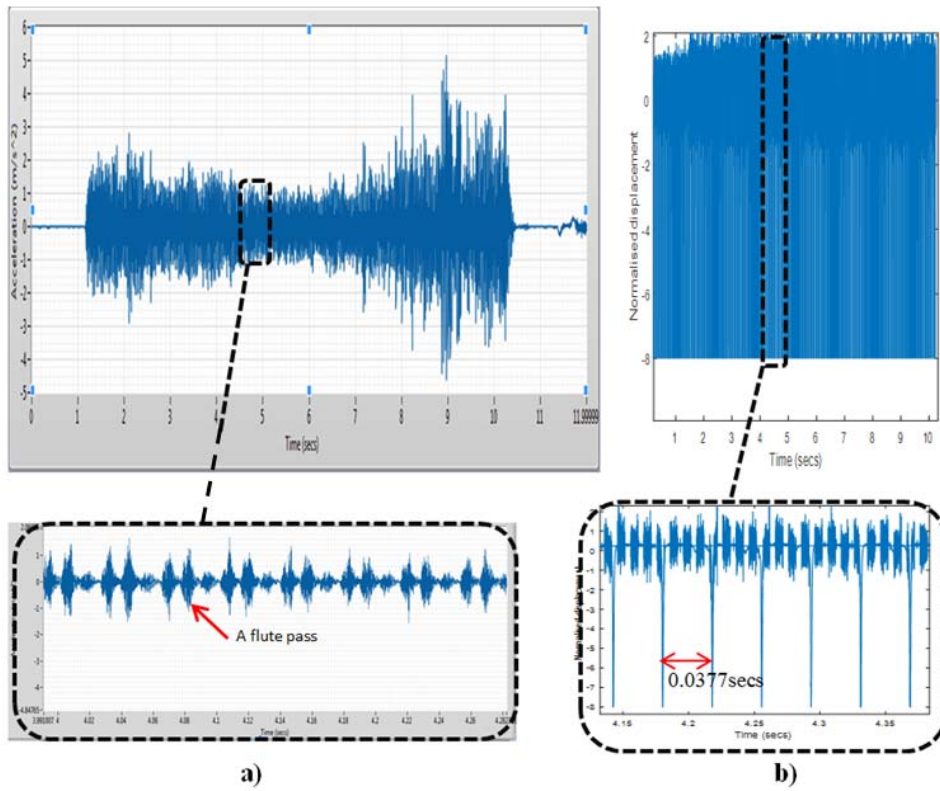 6
5
4
3
2
1
0
-1
-2
-3
-4
-5
Acceleration (m/s^2)
0 1 2 3 4 5 6 7 8 9 10 11 11.99999
Time (secs)
2
0
-2
-4
-6
-8
Normalised displacement
1 2 3 4 5 6 7 8 9 10
Time (secs)
1
0
-1
-2
-3
-4
-4.84765
A flute pass
4 4.02 4.04 4.06 4.08 4.1 4.12 4.14 4.16 4.18 4.2 4.22 4.24 4.26
Time (secs)
2
1
0
-1
-2
-3
-4
-5
-6
-7
-8
0.0377secs
4.15 4.2 4.25 4.3 4.35
Time (secs)
a)
b)